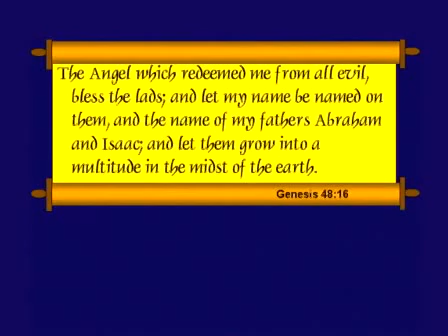 The Angel which redeemed me from all evil,
bless the lads; and let my name be named on
them, and the name of my fathers Abraham
and Isaac; and let them grow into a
multitude in the midst of the earth.
Genesis 48:16